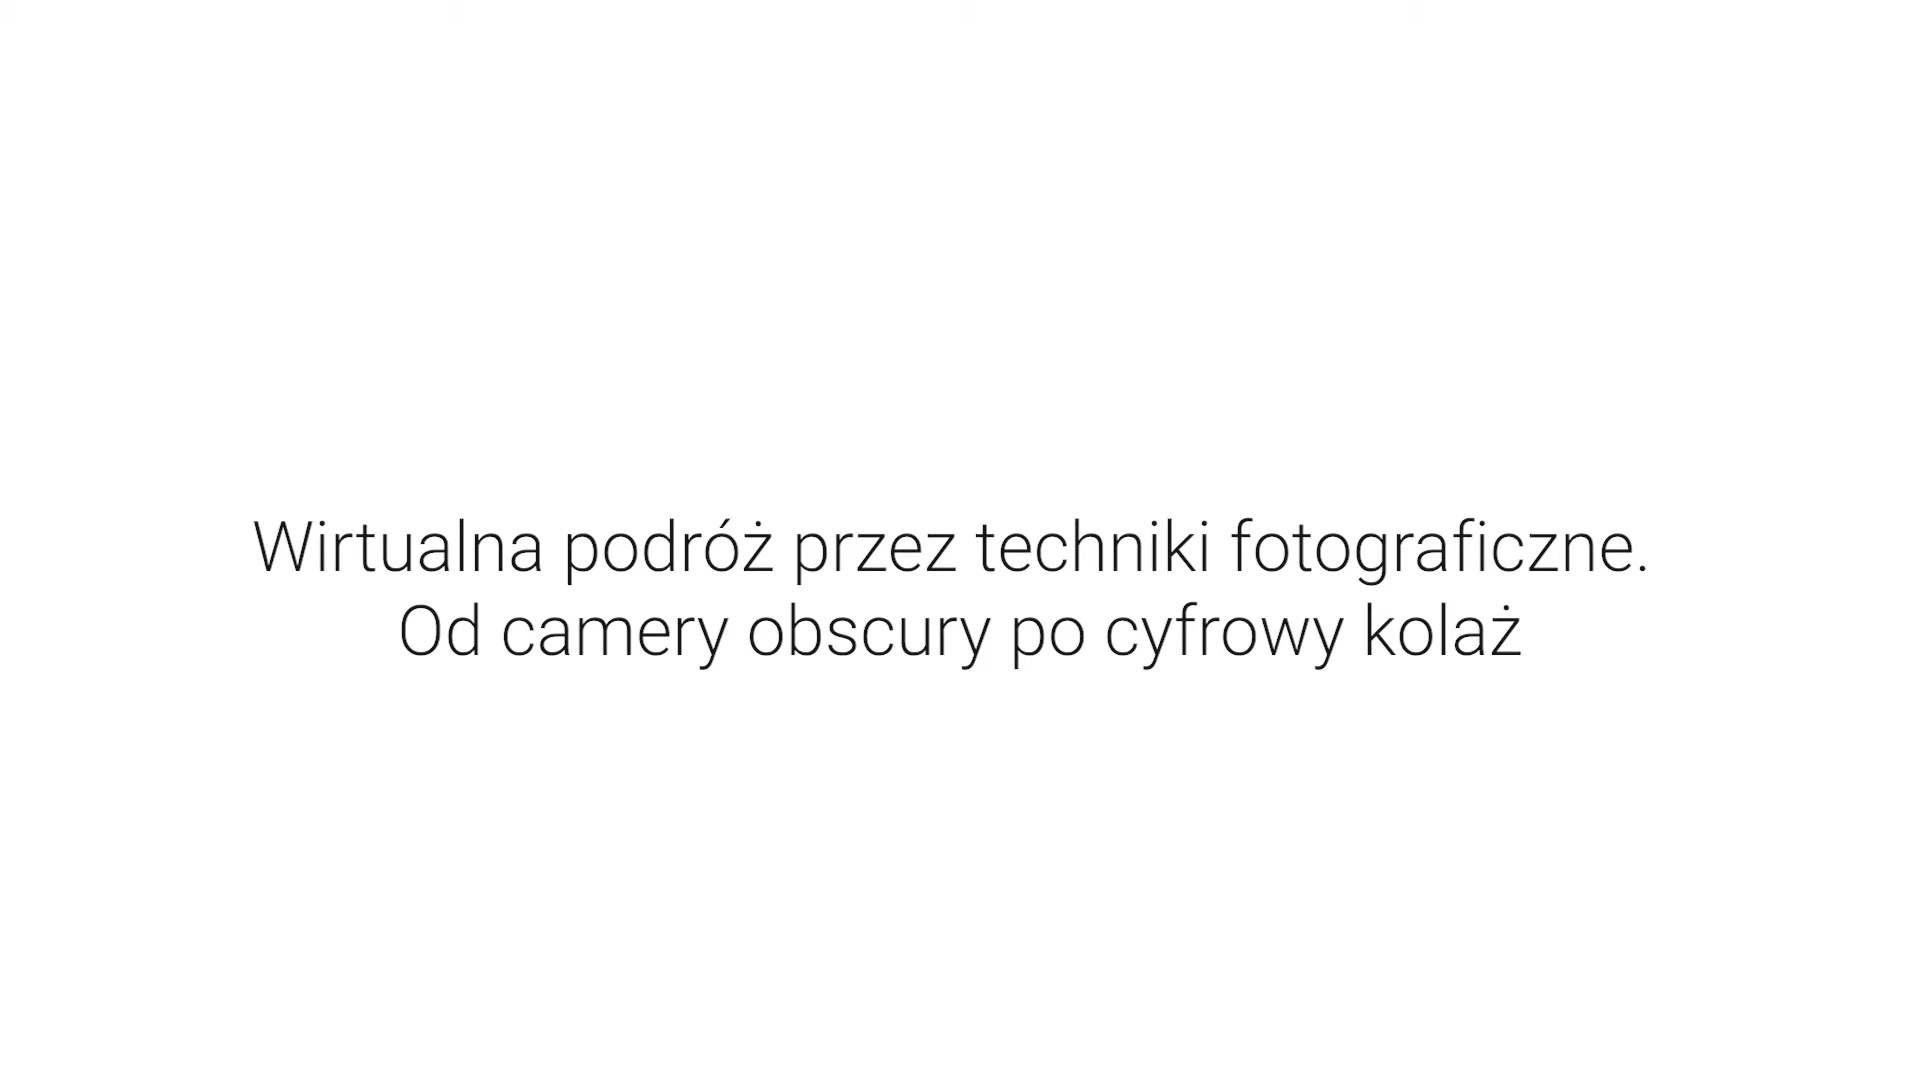 Wirtualna podróż przez techniki fotograficzne.
Od camery obscury po cyfrowy kolaż